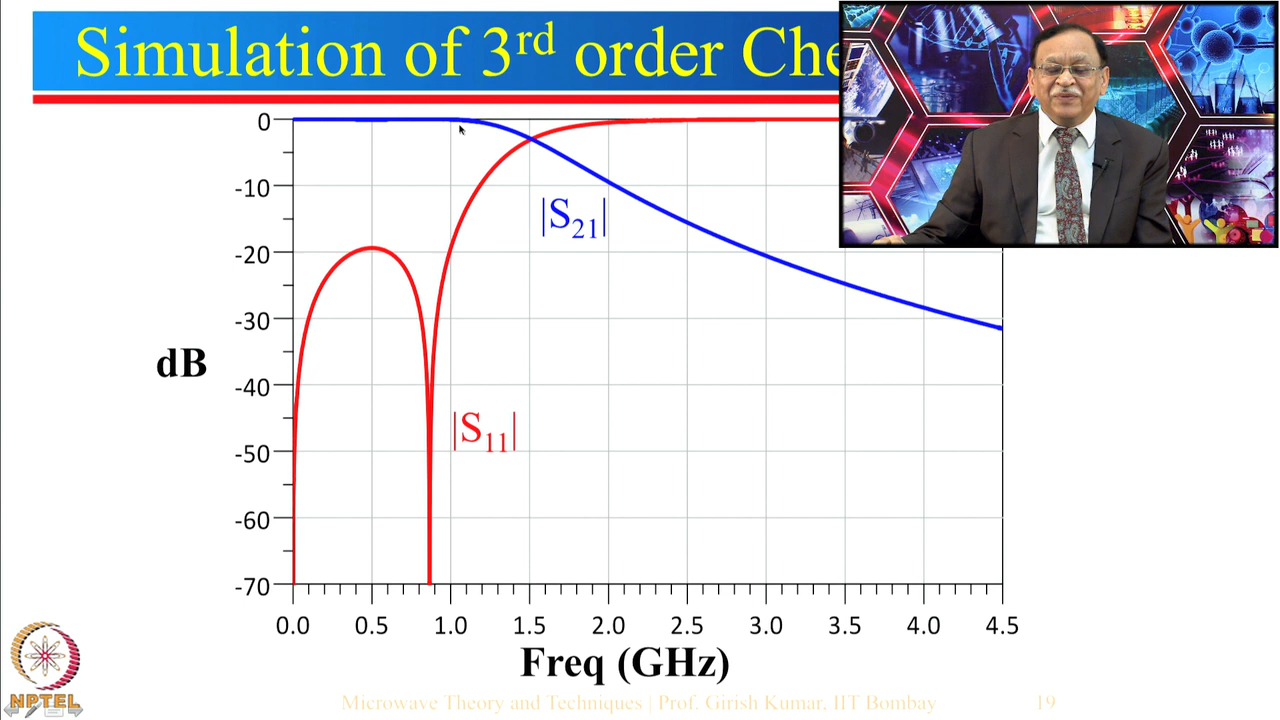 Simulation of 3rd order Che
0
-10
-20
-30
-40
-50
-60
-70
dB
|S21|
|S11|
0.0 0.5 1.0 1.5 2.0 2.5 3.0 3.5 4.0 4.5
Freq (GHz)
NPTEL
Microwave Theory and Techniques | Prof. Girish Kumar, IIT Bombay 19